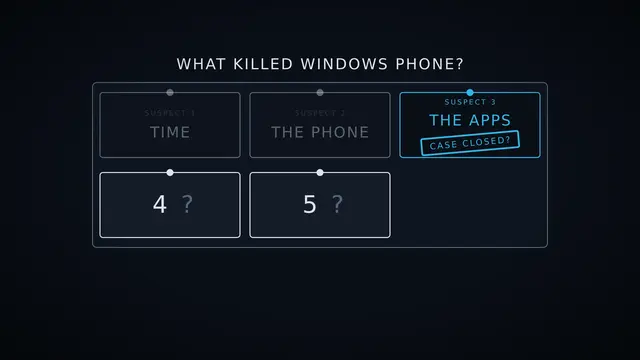 WHAT KILLED WINDOWS PHONE?
SUSPECT 1
TIME
SUSPECT 2
THE PHONE
SUSPECT 3
THE APPS
CASE CLOSED?
4 ?
5 ?